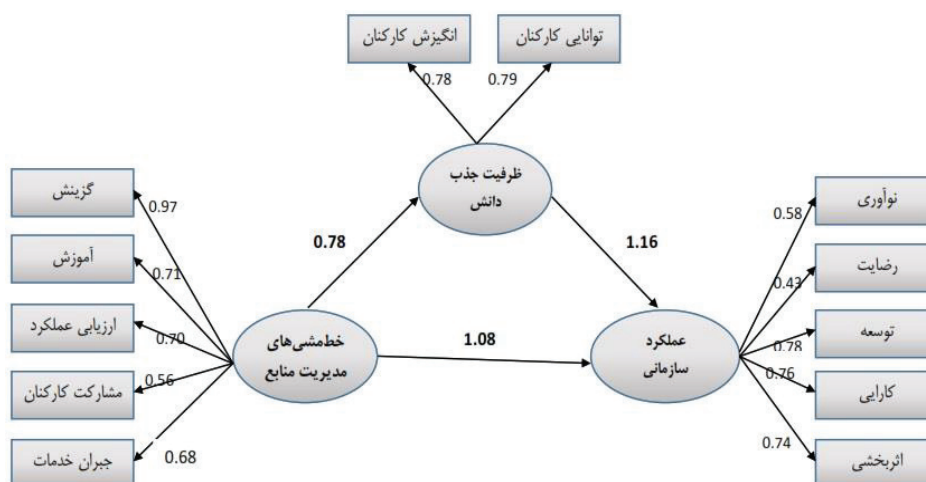 انگیزش کارکنان
توانایی کارکنان
0.78
0.79
ظرفیت جذب
دانش
گزینش
0.97
آموزش
0.71
ارزیابی عملکرد
0.70
مشارکت کارکنان
0.56
جبران خدمات
0.68
0.78
1.16
خط‌مشی‌های
مدیریت منابع
1.08
عملکرد
سازمانی
نوآوری
0.58
رضایت
0.43
توسعه
0.78
کارایی
0.76
اثربخشی
0.74